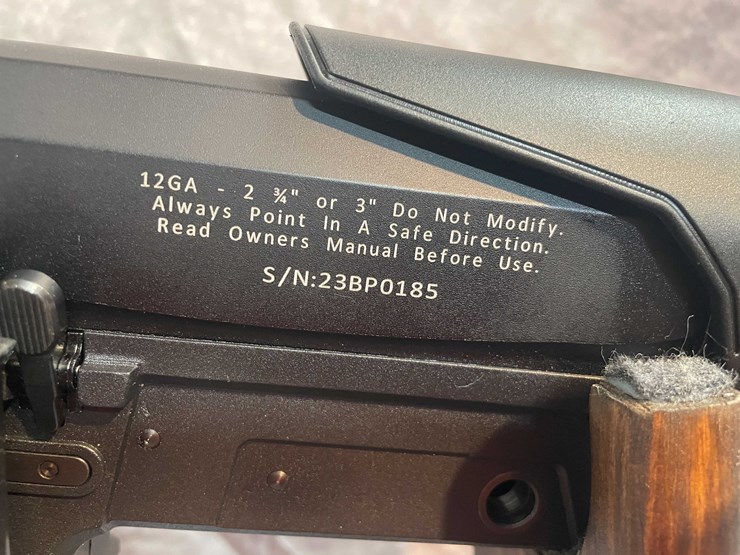 12GA - 2 ¾" or 3" Do Not Modify.
Always Point In A Safe Direction.
Read Owners Manual Before Use.
S/N:23BP0185